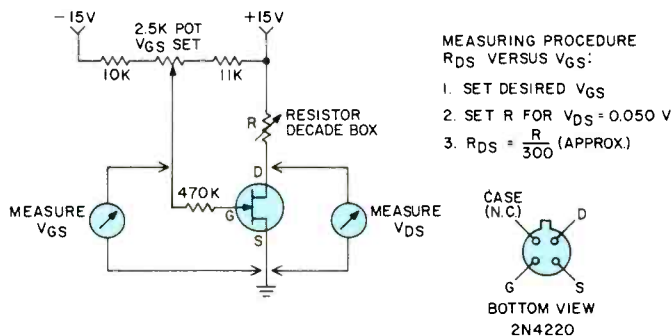 −15V
2.5K POT
VGS SET
+15V
10K
11K
R
RESISTOR
DECADE BOX
D
470K
G
S
MEASURE
VGS
MEASURE
VDS
MEASURING PROCEDURE
RDS VERSUS VGS:
1. SET DESIRED VGS
2. SET R FOR VDS = 0.050 V
3. RDS = R/300 (APPROX.)
CASE
(N.C.)
D
G
S
BOTTOM VIEW
2N4220